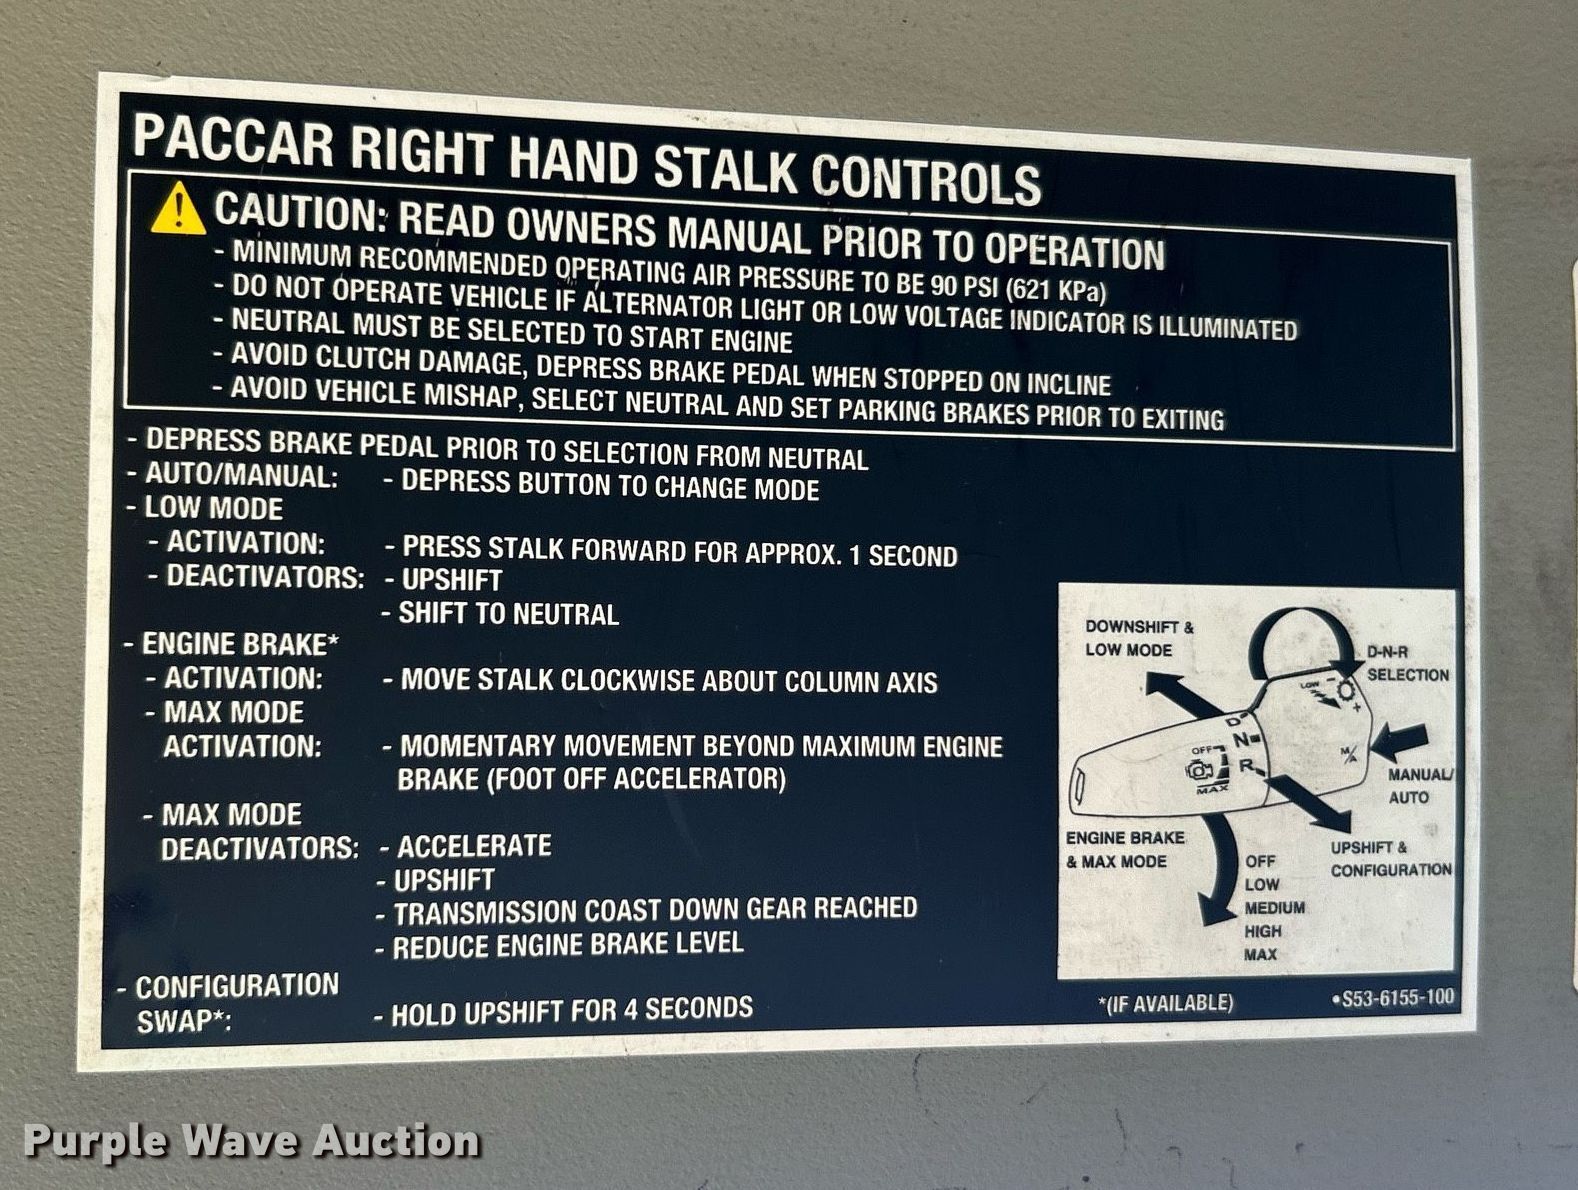 PACCAR RIGHT HAND STALK CONTROLS
CAUTION: READ OWNERS MANUAL PRIOR TO OPERATION
- MINIMUM RECOMMENDED OPERATING AIR PRESSURE TO BE 90 PSI (621 KPa)
- DO NOT OPERATE VEHICLE IF ALTERNATOR LIGHT OR LOW VOLTAGE INDICATOR IS ILLUMINATED
- NEUTRAL MUST BE SELECTED TO START ENGINE
- AVOID CLUTCH DAMAGE, DEPRESS BRAKE PEDAL WHEN STOPPED ON INCLINE
- AVOID VEHICLE MISHAP, SELECT NEUTRAL AND SET PARKING BRAKES PRIOR TO EXITING
- DEPRESS BRAKE PEDAL PRIOR TO SELECTION FROM NEUTRAL
- AUTO/MANUAL: - DEPRESS BUTTON TO CHANGE MODE
- LOW MODE
- ACTIVATION: - PRESS STALK FORWARD FOR APPROX. 1 SECOND
- DEACTIVATORS: - UPSHIFT
- SHIFT TO NEUTRAL
- ENGINE BRAKE*
- ACTIVATION: - MOVE STALK CLOCKWISE ABOUT COLUMN AXIS
- MAX MODE
ACTIVATION: - MOMENTARY MOVEMENT BEYOND MAXIMUM ENGINE
BRAKE (FOOT OFF ACCELERATOR)
- MAX MODE
DEACTIVATORS: - ACCELERATE
- UPSHIFT
- TRANSMISSION COAST DOWN GEAR REACHED
- REDUCE ENGINE BRAKE LEVEL
- CONFIGURATION
SWAP*: - HOLD UPSHIFT FOR 4 SECONDS
DOWNSHIFT &
LOW MODE
D-N-R
SELECTION
LOW - +
D
N
R
OFF
MAX
M/A
MANUAL/
AUTO
ENGINE BRAKE
& MAX MODE
UPSHIFT &
CONFIGURATION
OFF
LOW
MEDIUM
HIGH
MAX
*(IF AVAILABLE)
•S53-6155-100
Purple Wave Auction